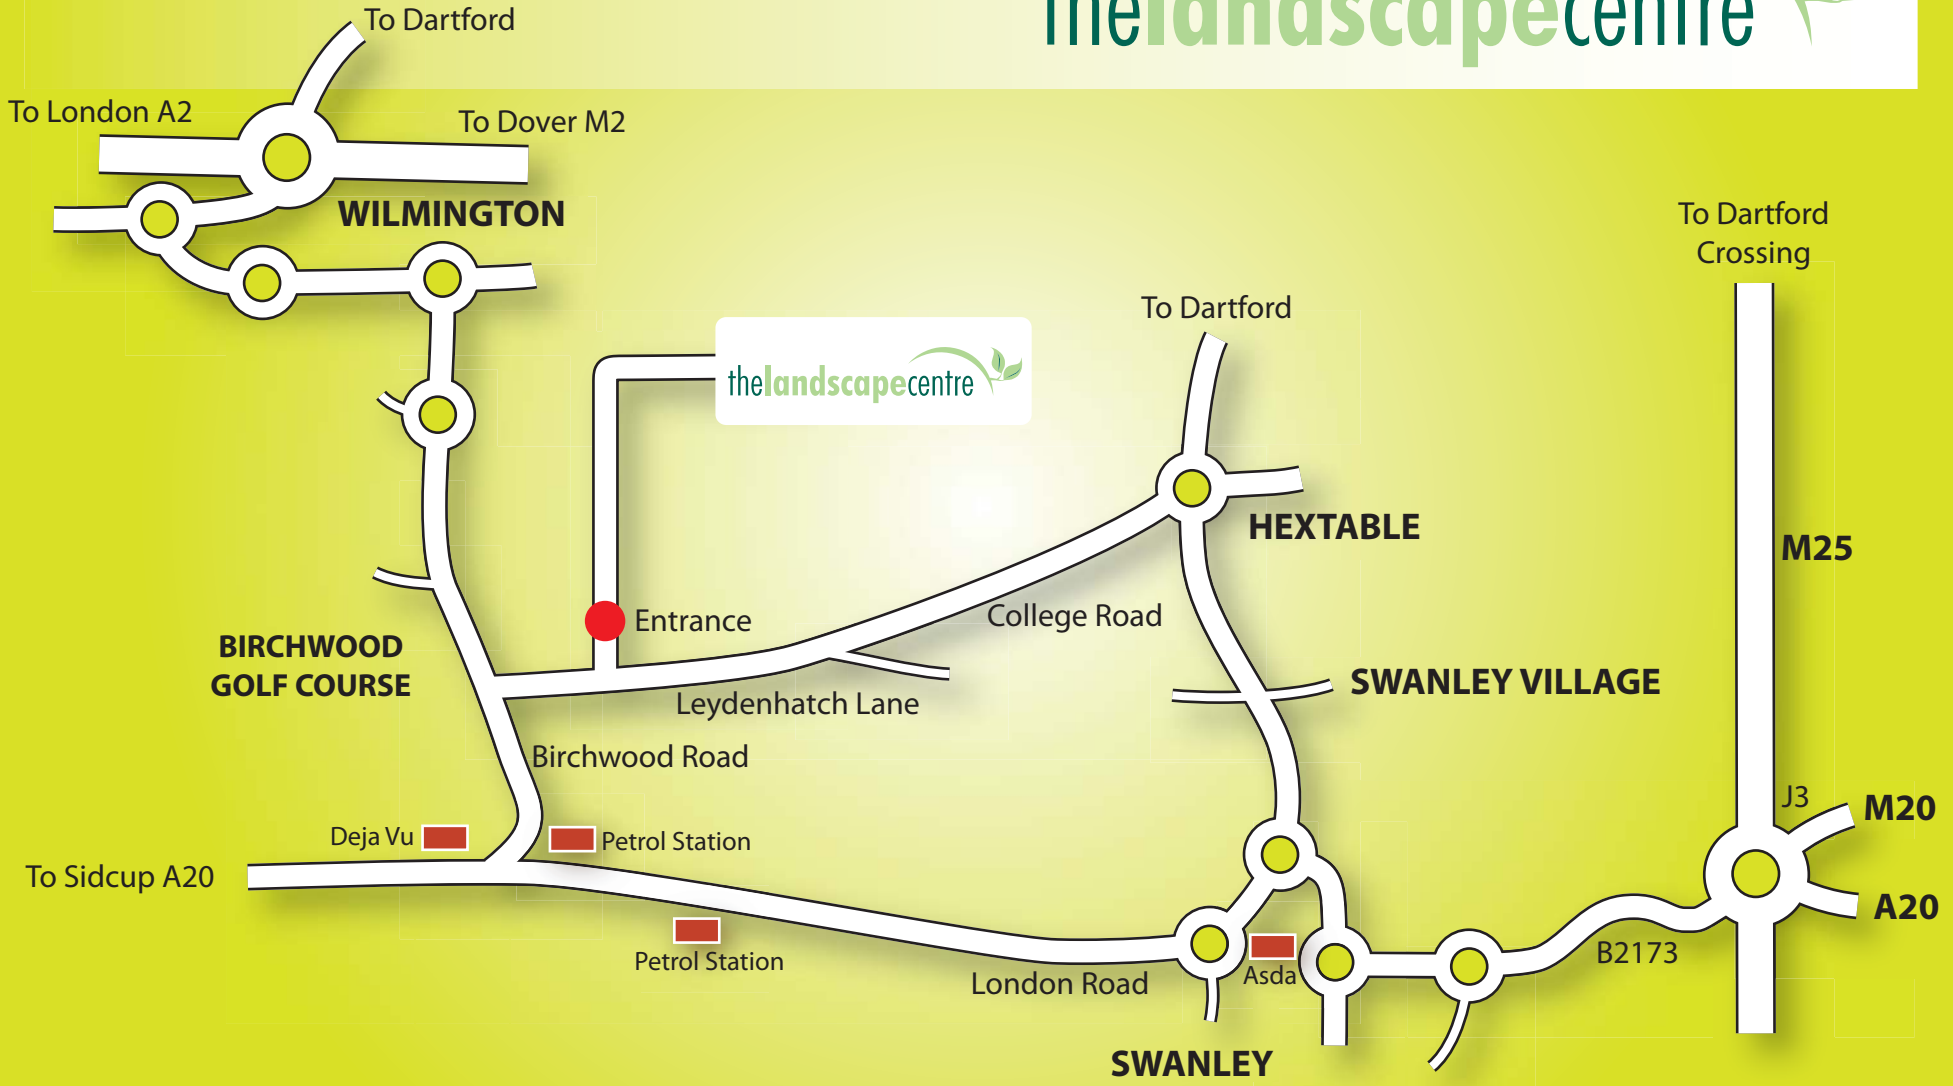 thelandscapecentre
To Dartford
To London A2
To Dover M2
WILMINGTON
To Dartford
Crossing
To Dartford
thelandscapecentre
HEXTABLE
M25
Entrance
College Road
BIRCHWOOD
GOLF COURSE
SWANLEY VILLAGE
Leydenhatch Lane
Birchwood Road
J3
M20
Deja Vu
Petrol Station
To Sidcup A20
A20
Petrol Station
B2173
Asda
London Road
SWANLEY